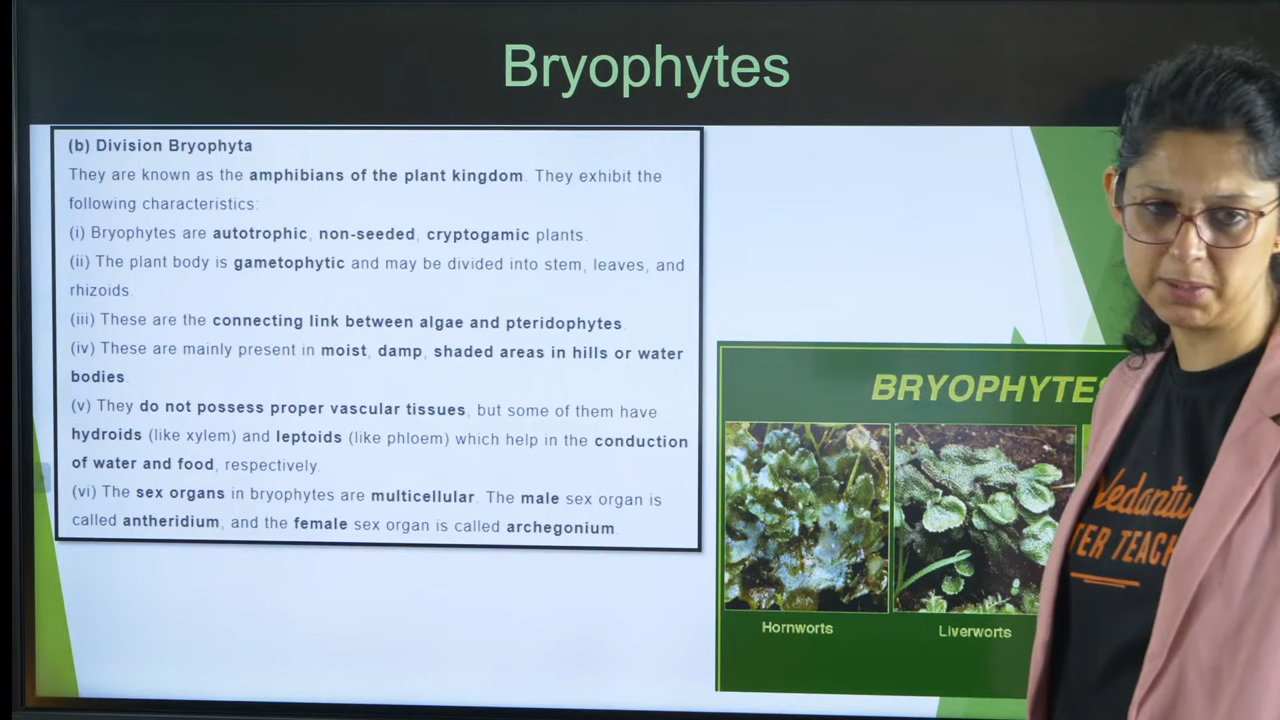 Bryophytes
(b) Division Bryophyta
They are known as the amphibians of the plant kingdom. They exhibit the
following characteristics:
(i) Bryophytes are autotrophic, non-seeded, cryptogamic plants.
(ii) The plant body is gametophytic and may be divided into stem, leaves, and
rhizoids.
(iii) These are the connecting link between algae and pteridophytes.
(iv) These are mainly present in moist, damp, shaded areas in hills or water
bodies.
(v) They do not possess proper vascular tissues, but some of them have
hydroids (like xylem) and leptoids (like phloem) which help in the conduction
of water and food, respectively.
(vi) The sex organs in bryophytes are multicellular. The male sex organ is
called antheridium, and the female sex organ is called archegonium.
BRYOPHYTES
Hornworts
Liverworts
Vedantu
TER TEACH